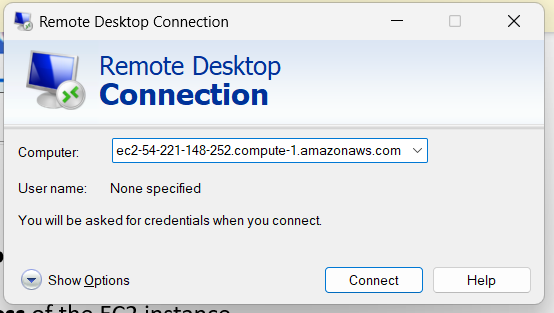 Remote Desktop Connection
Remote Desktop
Connection
Computer:
ec2-54-221-148-252.compute-1.amazonaws.com
User name:
None specified
You will be asked for credentials when you connect.
Show Options
Connect
Help
of the EC2 instance